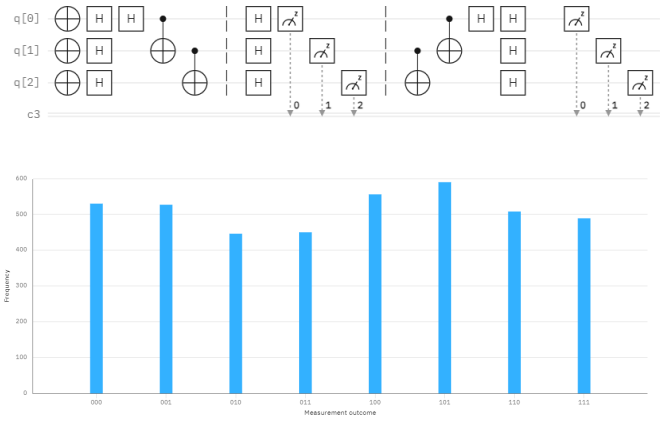 q[0] H H H z H H z
q[1] H H z H z
q[2] H H z H z
c3 0 1 2 0 1 2
600
500
400
300
200
100
0
Frequency
000 001 010 011 100 101 110 111
Measurement outcome